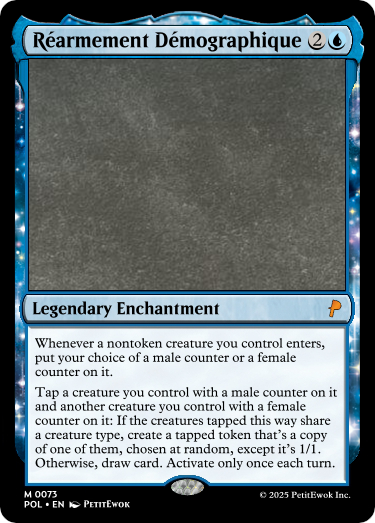 Réarmement Démographique 2
Legendary Enchantment
Whenever a nontoken creature you control enters,
put your choice of a male counter or a female
counter on it.
Tap a creature you control with a male counter on it
and another creature you control with a female
counter on it: If the creatures tapped this way share
a creature type, create a tapped token that's a copy
of one of them, chosen at random, except it's 1/1.
Otherwise, draw card. Activate only once each turn.
M 0073
POL • EN PetitEwok
© 2025 PetitEwok Inc.